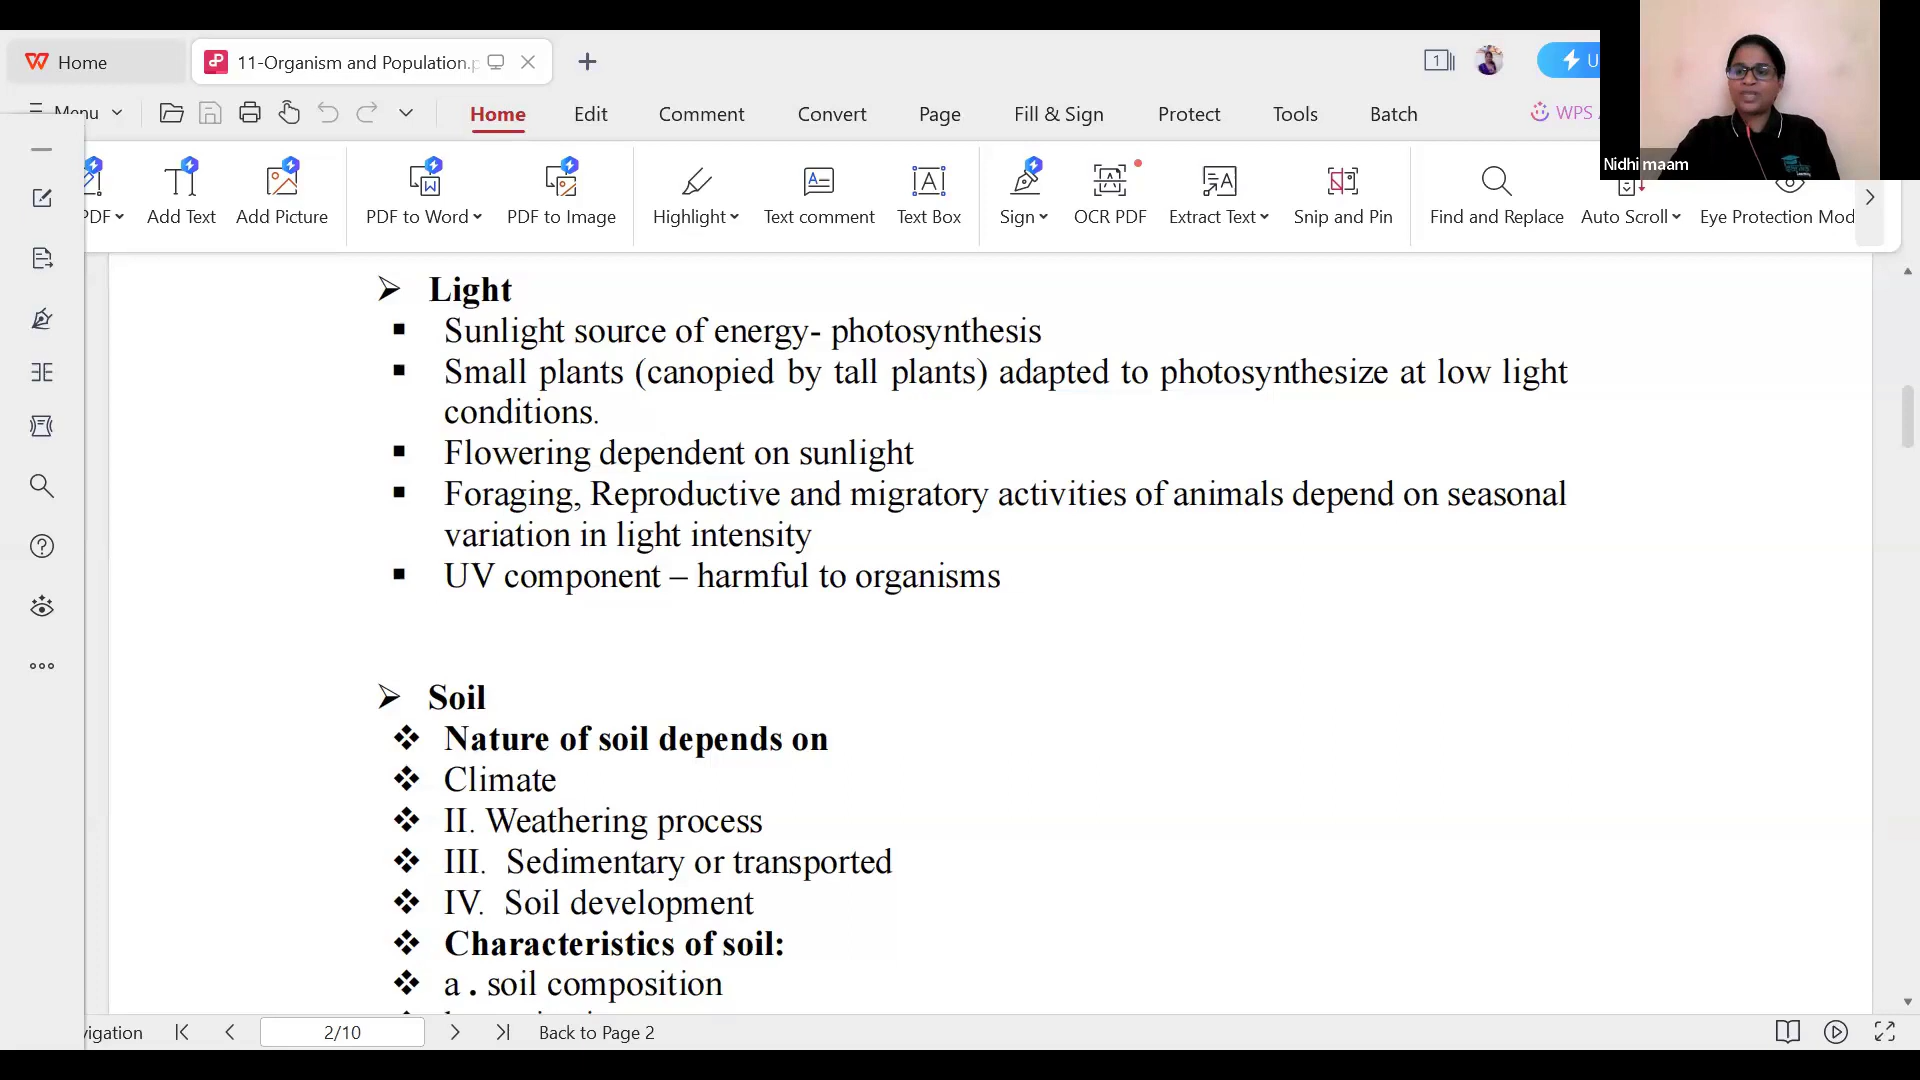 Home
11-Organism and Population.p
1
U
Menu
Home
Edit
Comment
Convert
Page
Fill & Sign
Protect
Tools
Batch
WPS
Nidhi maam
PDF
Add Text
Add Picture
PDF to Word
PDF to Image
Highlight
Text comment
Text Box
Sign
OCR PDF
Extract Text
Snip and Pin
Find and Replace
Auto Scroll
Eye Protection Mod
➢ Light
▪ Sunlight source of energy- photosynthesis
▪ Small plants (canopied by tall plants) adapted to photosynthesize at low light
conditions.
▪ Flowering dependent on sunlight
▪ Foraging, Reproductive and migratory activities of animals depend on seasonal
variation in light intensity
▪ UV component – harmful to organisms
➢ Soil
❖ Nature of soil depends on
❖ Climate
❖ II. Weathering process
❖ III. Sedimentary or transported
❖ IV. Soil development
❖ Characteristics of soil:
❖ a . soil composition
vigation
2/10
Back to Page 2